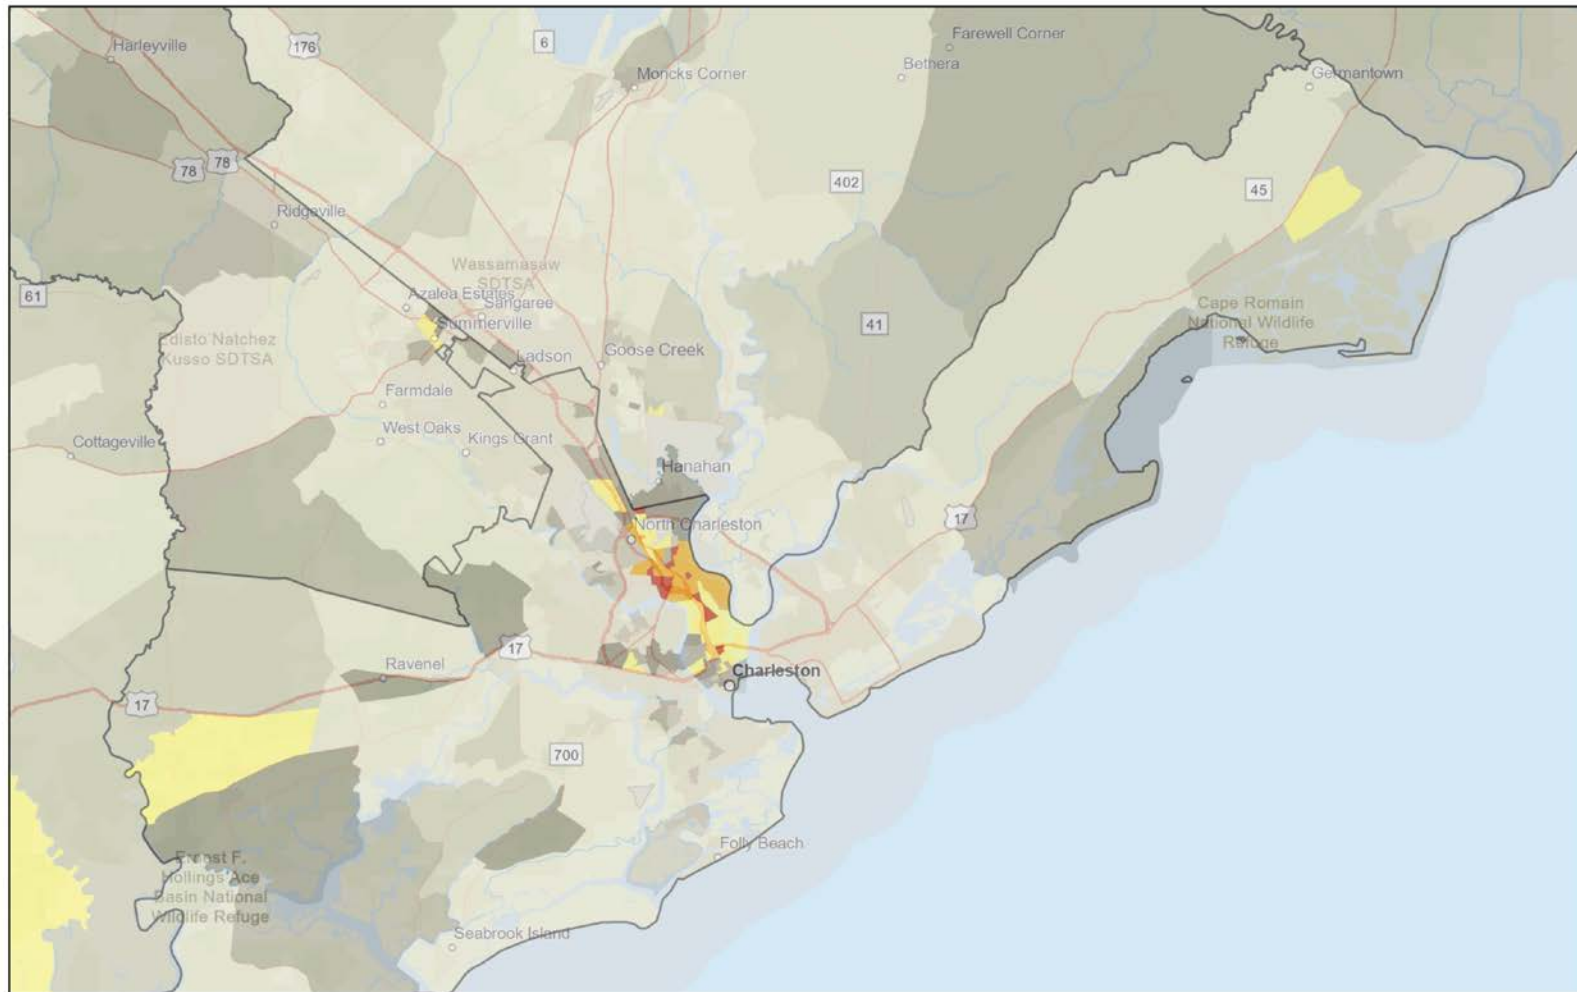 Harleyville
176
6
Moncks Corner
Farewell Corner
Bethera
Germantown
78
78
402
45
Ridgeville
61
Wassamasaw
SDTSA
Azalea Estates
Sangaree
Summerville
Edisto Natchez
Kusso SDTSA
41
Cape Romain
National Wildlife
Refuge
Ladson
Goose Creek
Farmdale
West Oaks
Kings Grant
Cottageville
Hanahan
North Charleston
17
17
Ravenel
Charleston
17
700
Folly Beach
Ernest F.
Hollings Ace
Basin National
Wildlife Refuge
Seabrook Island